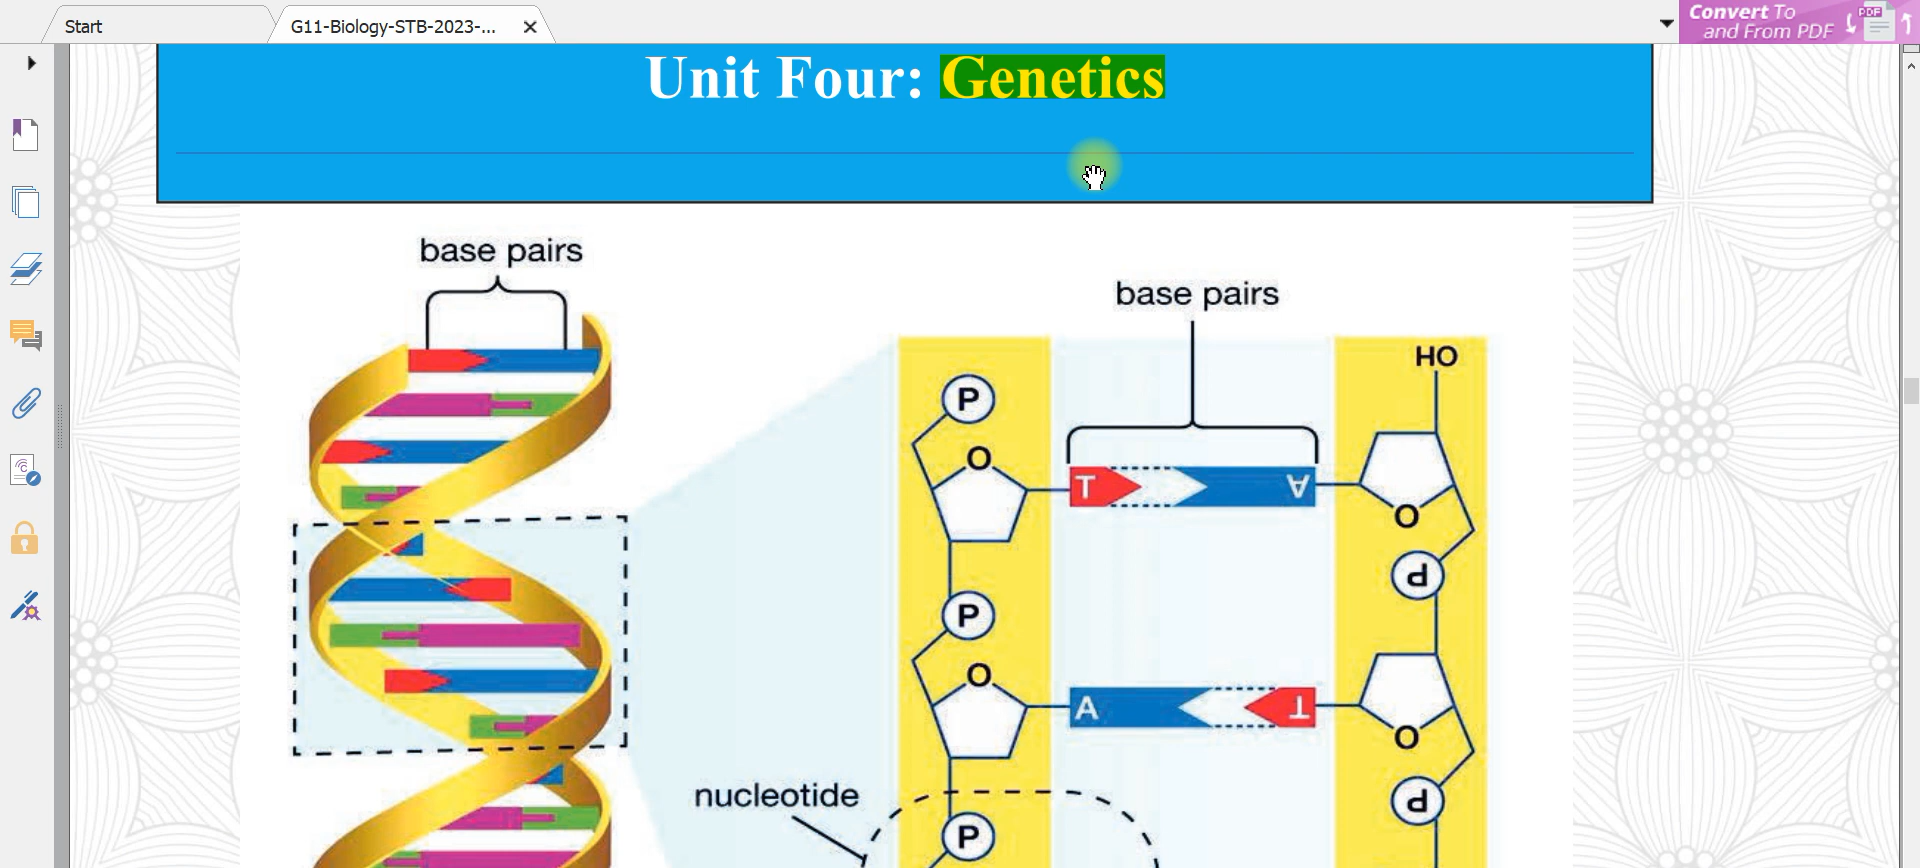 Start
G11-Biology-STB-2023-...
Convert To
and From PDF
PDF
Unit Four: Genetics
base pairs
base pairs
HO
P
O
T
A
O
P
P
O
A
T
O
P
nucleotide
P